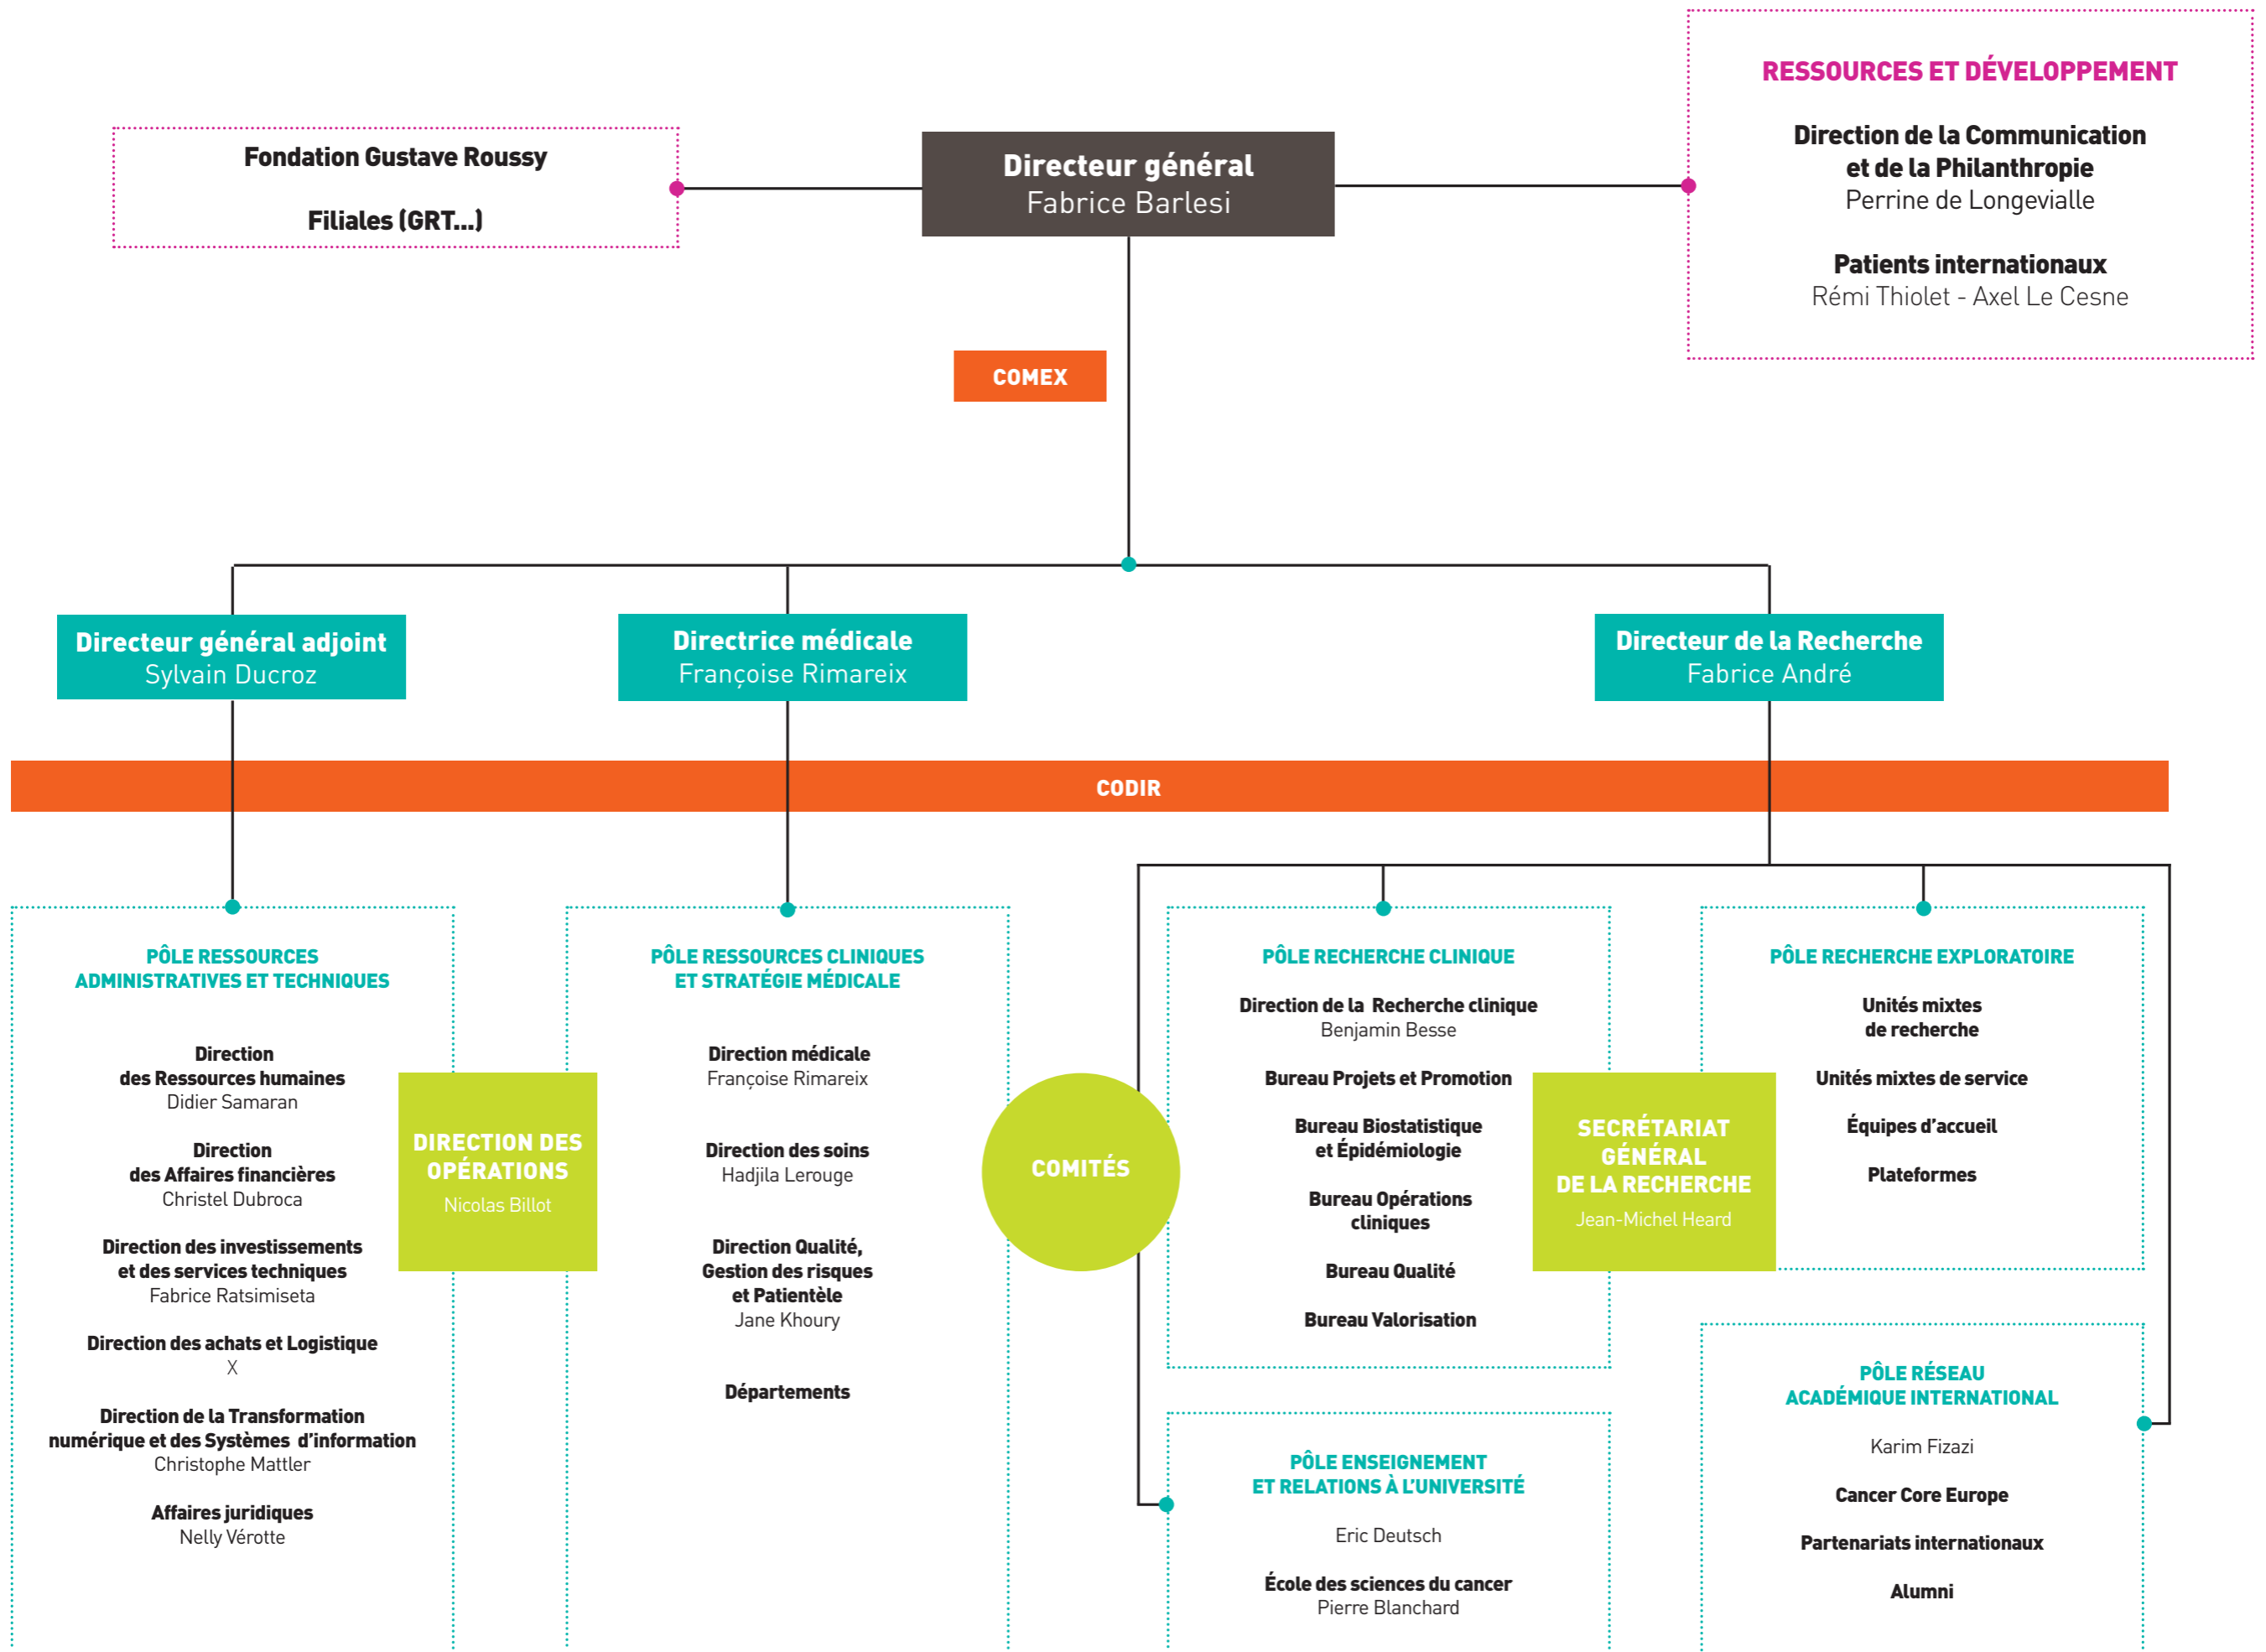 RESSOURCES ET DÉVELOPPEMENT
Direction de la Communication
et de la Philanthropie
Perrine de Longevialle
Patients internationaux
Rémi Thiolet - Axel Le Cesne
Fondation Gustave Roussy
Filiales (GRT...)
Directeur général
Fabrice Barlesi
COMEX
Directeur général adjoint
Sylvain Ducroz
Directrice médicale
Françoise Rimareix
Directeur de la Recherche
Fabrice André
CODIR
PÔLE RESSOURCES
ADMINISTRATIVES ET TECHNIQUES
Direction
des Ressources humaines
Didier Samaran
Direction
des Affaires financières
Christel Dubroca
Direction des investissements
et des services techniques
Fabrice Ratsimiseta
Direction des achats et Logistique
X
Direction de la Transformation
numérique et des Systèmes d'information
Christophe Mattler
Affaires juridiques
Nelly Vérotte
DIRECTION DES
OPÉRATIONS
Nicolas Billot
PÔLE RESSOURCES CLINIQUES
ET STRATÉGIE MÉDICALE
Direction médicale
Françoise Rimareix
Direction des soins
Hadjila Lerouge
Direction Qualité,
Gestion des risques
et Patientèle
Jane Khoury
Départements
COMITÉS
PÔLE RECHERCHE CLINIQUE
Direction de la Recherche clinique
Benjamin Besse
Bureau Projets et Promotion
Bureau Biostatistique
et Épidémiologie
Bureau Opérations
cliniques
Bureau Qualité
Bureau Valorisation
SECRÉTARIAT
GÉNÉRAL
DE LA RECHERCHE
Jean-Michel Heard
PÔLE RECHERCHE EXPLORATOIRE
Unités mixtes
de recherche
Unités mixtes de service
Équipes d'accueil
Plateformes
PÔLE ENSEIGNEMENT
ET RELATIONS À L'UNIVERSITÉ
Eric Deutsch
École des sciences du cancer
Pierre Blanchard
PÔLE RÉSEAU
ACADÉMIQUE INTERNATIONAL
Karim Fizazi
Cancer Core Europe
Partenariats internationaux
Alumni